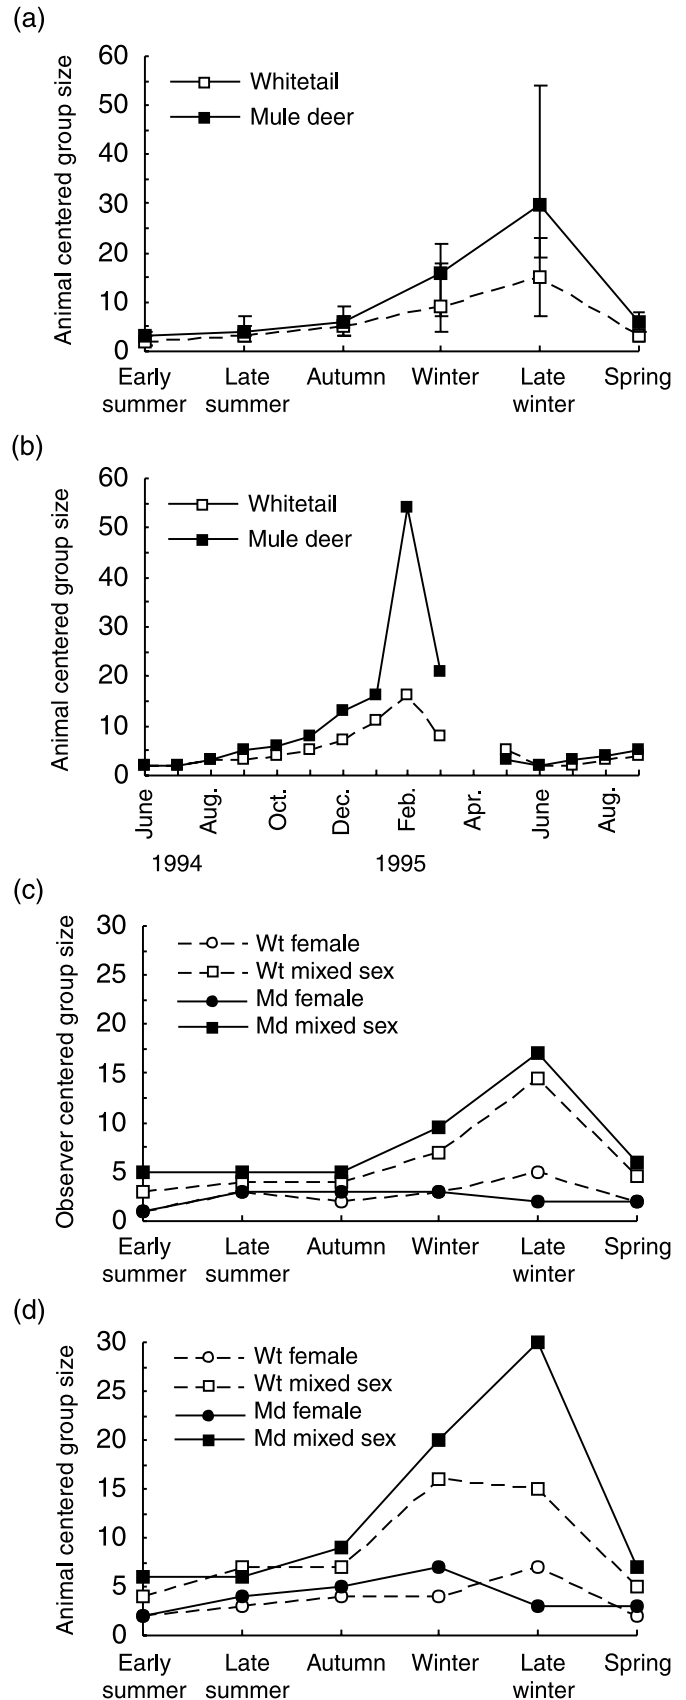 (a)
Animal centered group size
60
50
40
30
20
10
0
Whitetail
Mule deer
Early summer
Late summer
Autumn
Winter
Late winter
Spring
(b)
Animal centered group size
60
50
40
30
20
10
0
Whitetail
Mule deer
June
Aug.
Oct.
Dec.
Feb.
Apr.
June
Aug.
1994
1995
(c)
Observer centered group size
30
25
20
15
10
5
0
Wt female
Wt mixed sex
Md female
Md mixed sex
Early summer
Late summer
Autumn
Winter
Late winter
Spring
(d)
Animal centered group size
30
25
20
15
10
5
0
Wt female
Wt mixed sex
Md female
Md mixed sex
Early summer
Late summer
Autumn
Winter
Late winter
Spring